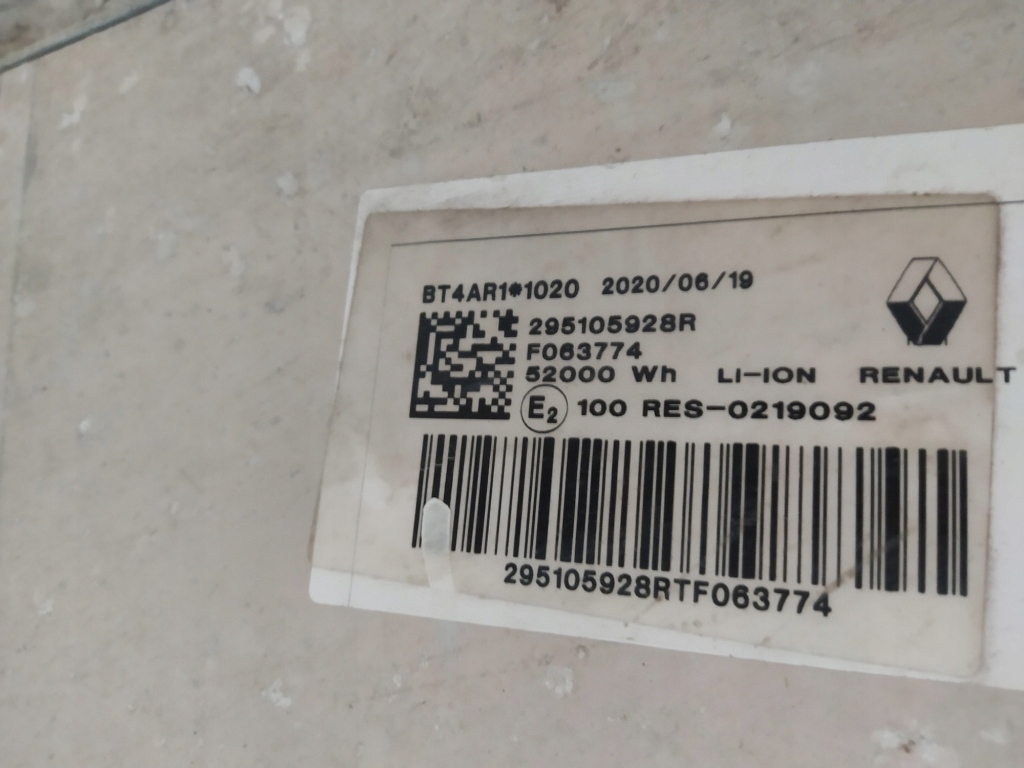 BT4AR1*1020 2020/06/19
295105928R
F063774
52000 Wh LI-ION RENAULT
E2 100 RES-0219092
295105928RTF063774